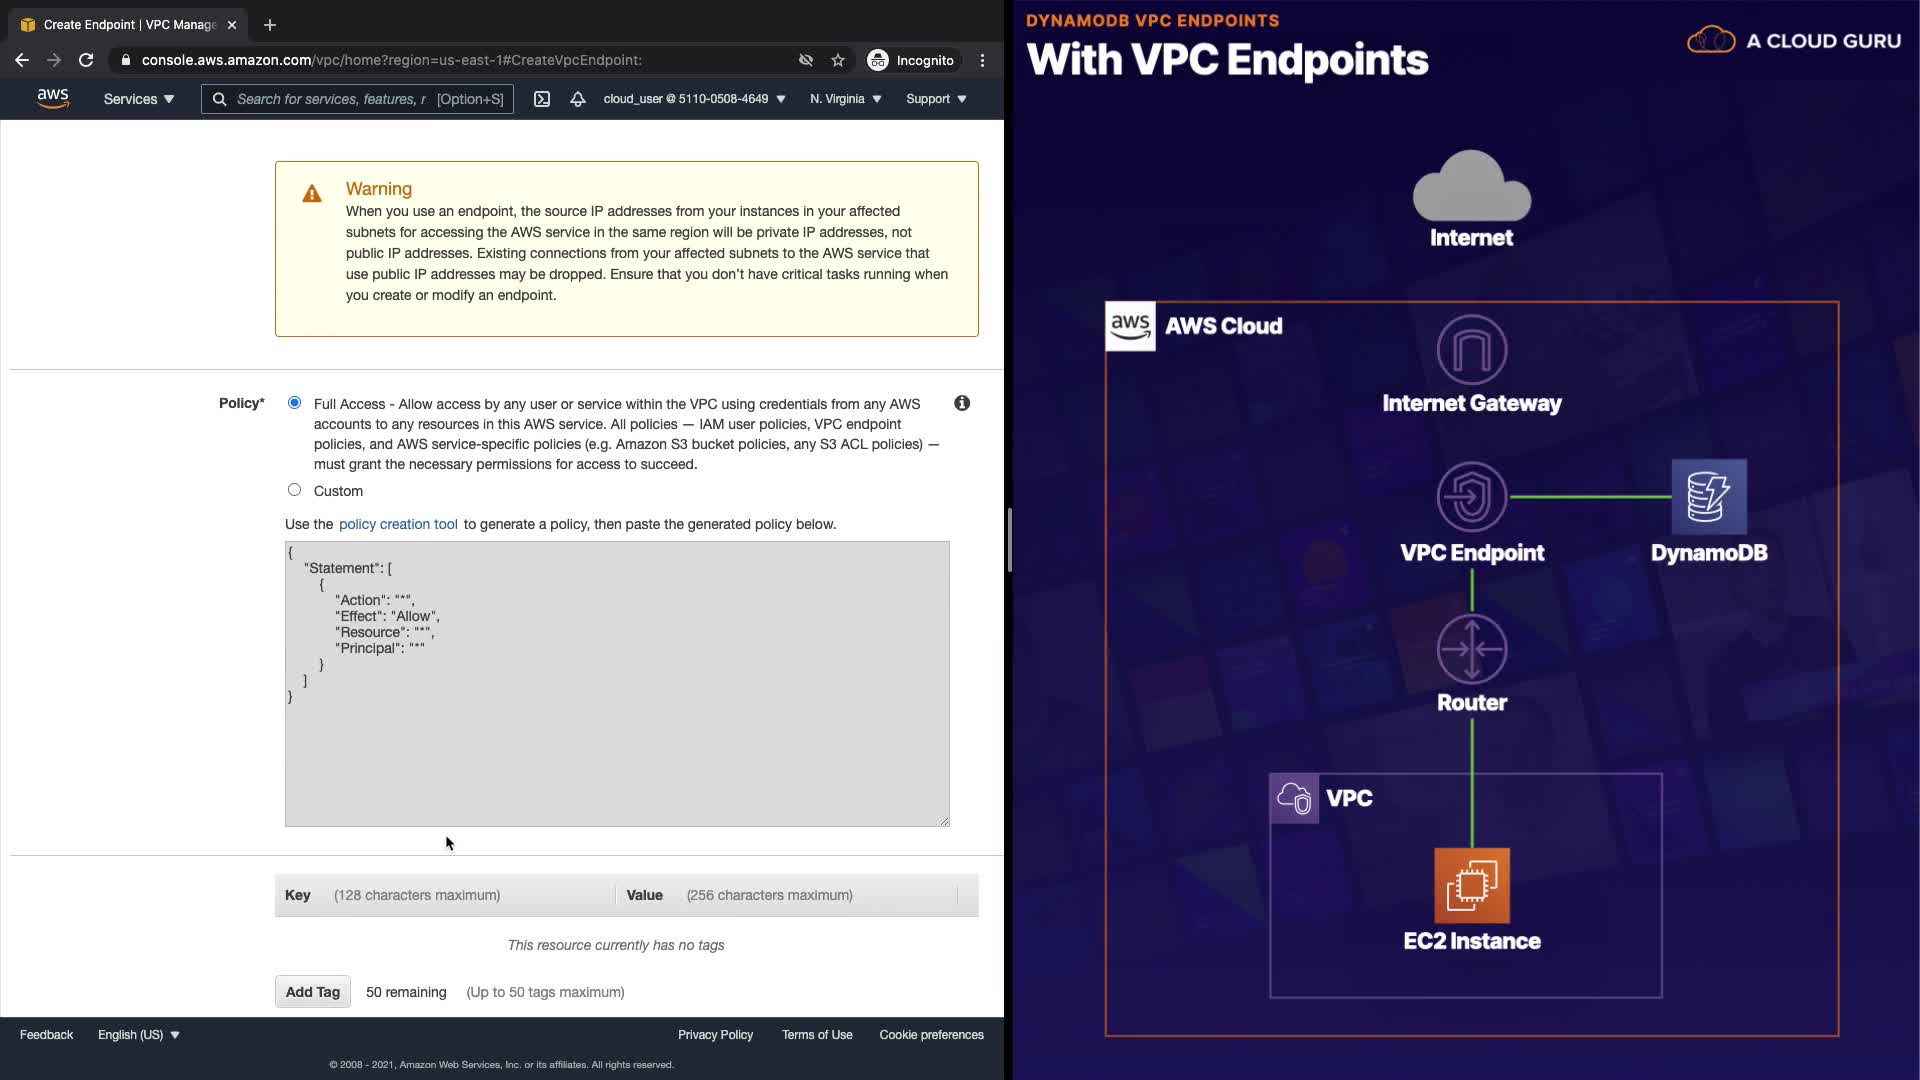 Create Endpoint | VPC Manage
console.aws.amazon.com/vpc/home?region=us-east-1#CreateVpcEndpoint:
Incognito
aws
Services
Search for services, features, r
[Option+S]
cloud_user @ 5110-0508-4649
N. Virginia
Support
Warning
When you use an endpoint, the source IP addresses from your instances in your affected
subnets for accessing the AWS service in the same region will be private IP addresses, not
public IP addresses. Existing connections from your affected subnets to the AWS service that
use public IP addresses may be dropped. Ensure that you don't have critical tasks running when
you create or modify an endpoint.
Policy*
Full Access - Allow access by any user or service within the VPC using credentials from any AWS
accounts to any resources in this AWS service. All policies — IAM user policies, VPC endpoint
policies, and AWS service-specific policies (e.g. Amazon S3 bucket policies, any S3 ACL policies) —
must grant the necessary permissions for access to succeed.
Custom
Use the policy creation tool to generate a policy, then paste the generated policy below.
{
"Statement": [
{
"Action": "*",
"Effect": "Allow",
"Resource": "*",
"Principal": "*"
}
]
}
Key (128 characters maximum)
Value (256 characters maximum)
This resource currently has no tags
Add Tag
50 remaining
(Up to 50 tags maximum)
Feedback
English (US)
Privacy Policy
Terms of Use
Cookie preferences
© 2008 - 2021, Amazon Web Services, Inc. or its affiliates. All rights reserved.
DYNAMODB VPC ENDPOINTS
With VPC Endpoints
A CLOUD GURU
Internet
aws
AWS Cloud
Internet Gateway
VPC Endpoint
DynamoDB
Router
VPC
EC2 Instance